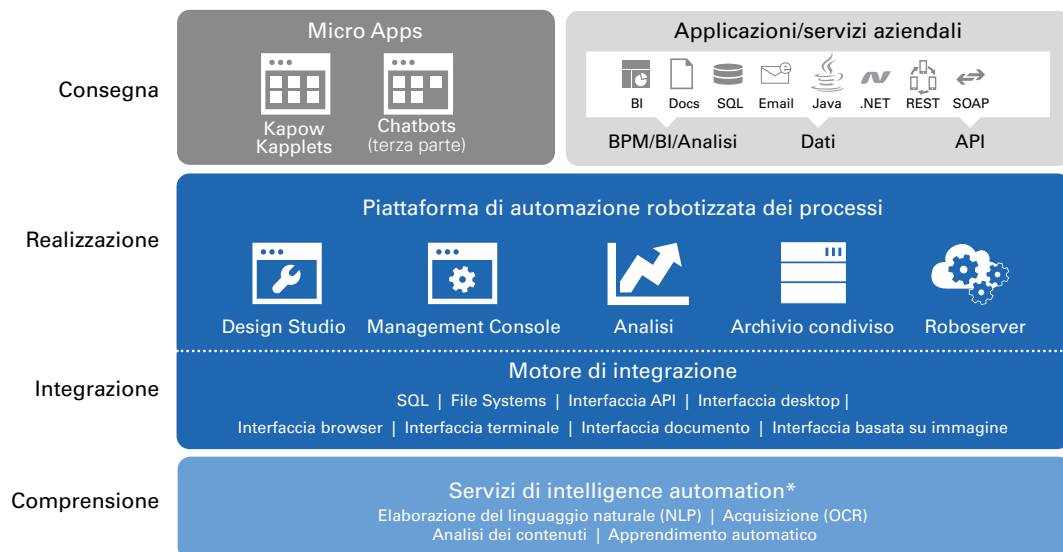 Consegna
Micro Apps
Kapow
Kapplets
Chatbots
(terza parte)
Applicazioni/servizi aziendali
BI Docs SQL Email Java .NET REST SOAP
BPM/BI/Analisi Dati API
Realizzazione
Piattaforma di automazione robotizzata dei processi
Design Studio Management Console Analisi Archivio condiviso Roboserver
Integrazione
Motore di integrazione
SQL | File Systems | Interfaccia API | Interfaccia desktop |
Interfaccia browser | Interfaccia terminale | Interfaccia documento | Interfaccia basata su immagine
Comprensione
Servizi di intelligence automation*
Elaborazione del linguaggio naturale (NLP) | Acquisizione (OCR)
Analisi dei contenuti | Apprendimento automatico